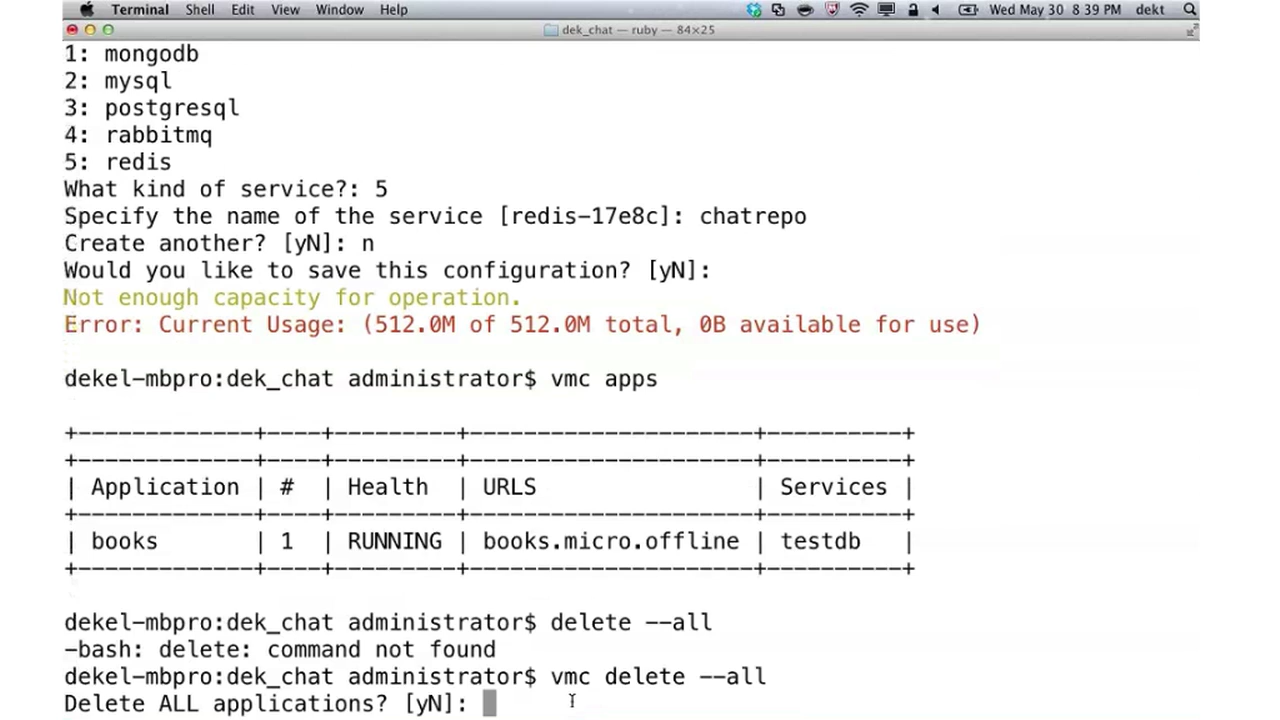 Terminal Shell Edit View Window Help Wed May 30 8 39 PM dekt
dek_chat — ruby — 84×25
1: mongodb
2: mysql
3: postgresql
4: rabbitmq
5: redis
What kind of service?: 5
Specify the name of the service [redis-17e8c]: chatrepo
Create another? [yN]: n
Would you like to save this configuration? [yN]:
Not enough capacity for operation.
Error: Current Usage: (512.0M of 512.0M total, 0B available for use)
dekel-mbpro:dek_chat administrator$ vmc apps
+-------------+----+---------+---------------------+----------+
+-------------+----+---------+---------------------+----------+
| Application | # | Health | URLS | Services |
+-------------+----+---------+---------------------+----------+
| books | 1 | RUNNING | books.micro.offline | testdb |
+-------------+----+---------+---------------------+----------+
dekel-mbpro:dek_chat administrator$ delete --all
-bash: delete: command not found
dekel-mbpro:dek_chat administrator$ vmc delete --all
Delete ALL applications? [yN]: